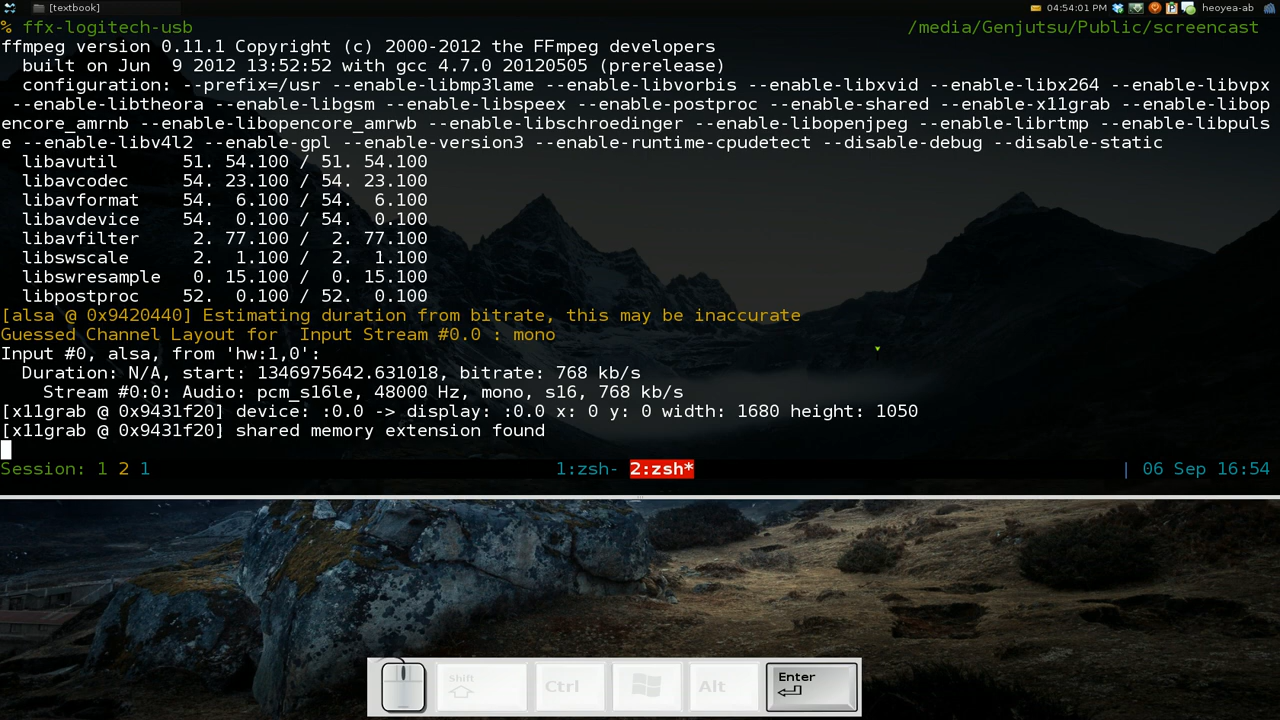 [textbook]
04:54:01 PM
heoyea-ab
% ffx-logitech-usb /media/Genjutsu/Public/screencast
ffmpeg version 0.11.1 Copyright (c) 2000-2012 the FFmpeg developers
  built on Jun  9 2012 13:52:52 with gcc 4.7.0 20120505 (prerelease)
  configuration: --prefix=/usr --enable-libmp3lame --enable-libvorbis --enable-libxvid --enable-libx264 --enable-libvpx
 --enable-libtheora --enable-libgsm --enable-libspeex --enable-postproc --enable-shared --enable-x11grab --enable-libop
encore_amrnb --enable-libopencore_amrwb --enable-libschroedinger --enable-libopenjpeg --enable-librtmp --enable-libpuls
e --enable-libv4l2 --enable-gpl --enable-version3 --enable-runtime-cpudetect --disable-debug --disable-static
  libavutil      51. 54.100 / 51. 54.100
  libavcodec     54. 23.100 / 54. 23.100
  libavformat    54.  6.100 / 54.  6.100
  libavdevice    54.  0.100 / 54.  0.100
  libavfilter     2. 77.100 /  2. 77.100
  libswscale      2.  1.100 /  2.  1.100
  libswresample   0. 15.100 /  0. 15.100
  libpostproc    52.  0.100 / 52.  0.100
[alsa @ 0x9420440] Estimating duration from bitrate, this may be inaccurate
Guessed Channel Layout for  Input Stream #0.0 : mono
Input #0, alsa, from 'hw:1,0':
  Duration: N/A, start: 1346975642.631018, bitrate: 768 kb/s
    Stream #0:0: Audio: pcm_s16le, 48000 Hz, mono, s16, 768 kb/s
[x11grab @ 0x9431f20] device: :0.0 -> display: :0.0 x: 0 y: 0 width: 1680 height: 1050
[x11grab @ 0x9431f20] shared memory extension found
Session: 1 2 1 1:zsh- 2:zsh* | 06 Sep 16:54
Shift
Ctrl
Alt
Enter